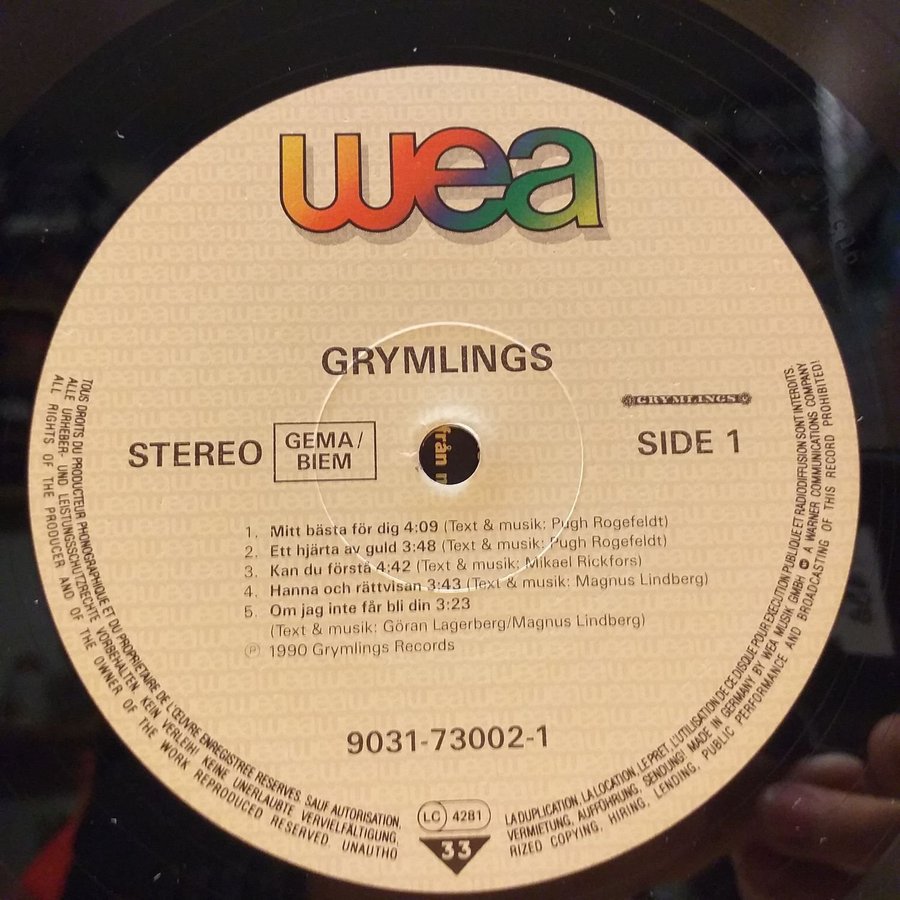 wea
GRYMLINGS
GRYMLINGS
STEREO
GEMA/
BIEM
SIDE 1
från
1. Mitt bästa för dig 4:09 (Text & musik: Pugh Rogefeldt)
2. Ett hjärta av guld 3:48 (Text & musik: Pugh Rogefeldt)
3. Kan du förstå 4:42 (Text & musik: Mikael Rickfors)
4. Hanna och rättvisan 3:43 (Text & musik: Magnus Lindberg)
5. Om jag inte får bli din 3:23
(Text & musik: Göran Lagerberg/Magnus Lindberg)
Ⓟ 1990 Grymlings Records
9031-73002-1
LC 4281
33
TOUS DROITS DU PRODUCTEUR PHONOGRAPHIQUE ET DU PROPRIETAIRE DE L'ŒUVRE ENREGISTREE RESERVES. SAUF AUTORISATION, LA DUPLICATION, LA LOCATION, LE PRET, L'UTILISATION DE CE DISQUE POUR EXECUTION PUBLIQUE ET RADIODIFFUSION SONT INTERDITS.
ALLE URHEBER- UND LEISTUNGSSCHUTZRECHTE VORBEHALTEN. KEIN VERLEIH! KEINE UNERLAUBTE VERVIELFÄLTIGUNG, VERMIETUNG, AUFFÜHRUNG, SENDUNG! MADE IN GERMANY BY WEA MUSIK GMBH A WARNER COMMUNICATIONS COMPANY
ALL RIGHTS OF THE PRODUCER AND OF THE OWNER OF THE WORK REPRODUCED RESERVED. UNAUTHORIZED COPYING, HIRING, LENDING, PUBLIC PERFORMANCE AND BROADCASTING OF THIS RECORD PROHIBITED!